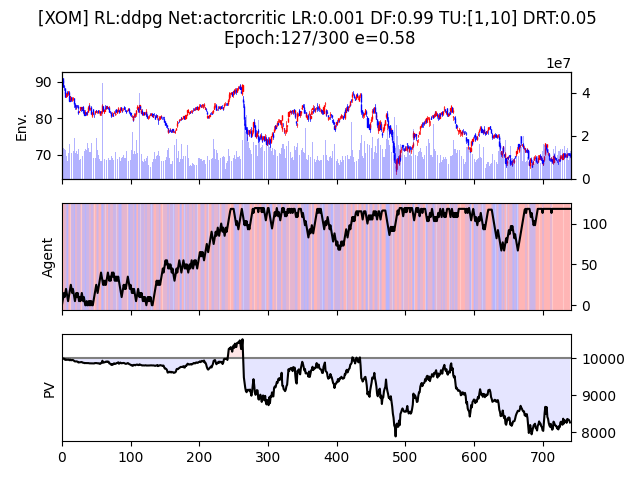 [XOM] RL:ddpg Net:actorcritic LR:0.001 DF:0.99 TU:[1,10] DRT:0.05
Epoch:127/300 e=0.58
1e7
90
80
70
Env.
4
2
0
Agent
100
50
0
PV
10000
9000
8000
0 100 200 300 400 500 600 700